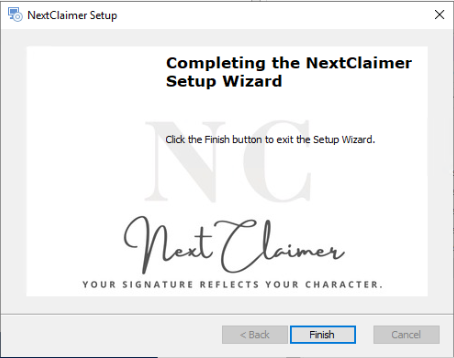 NextClaimer Setup
Completing the NextClaimer
Setup Wizard
Click the Finish button to exit the Setup Wizard.
NC
Next Claimer
YOUR SIGNATURE REFLECTS YOUR CHARACTER.
< Back
Finish
Cancel